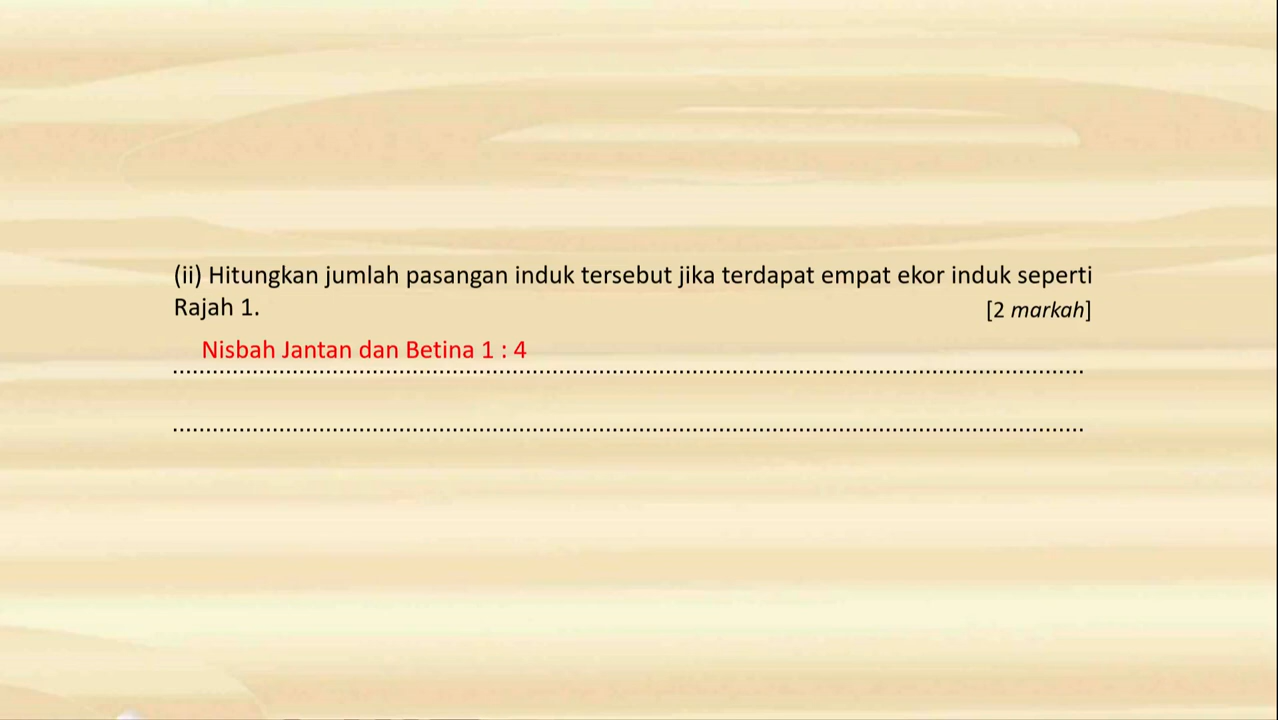 (ii) Hitungkan jumlah pasangan induk tersebut jika terdapat empat ekor induk seperti
Rajah 1. [2 markah]
Nisbah Jantan dan Betina 1 : 4